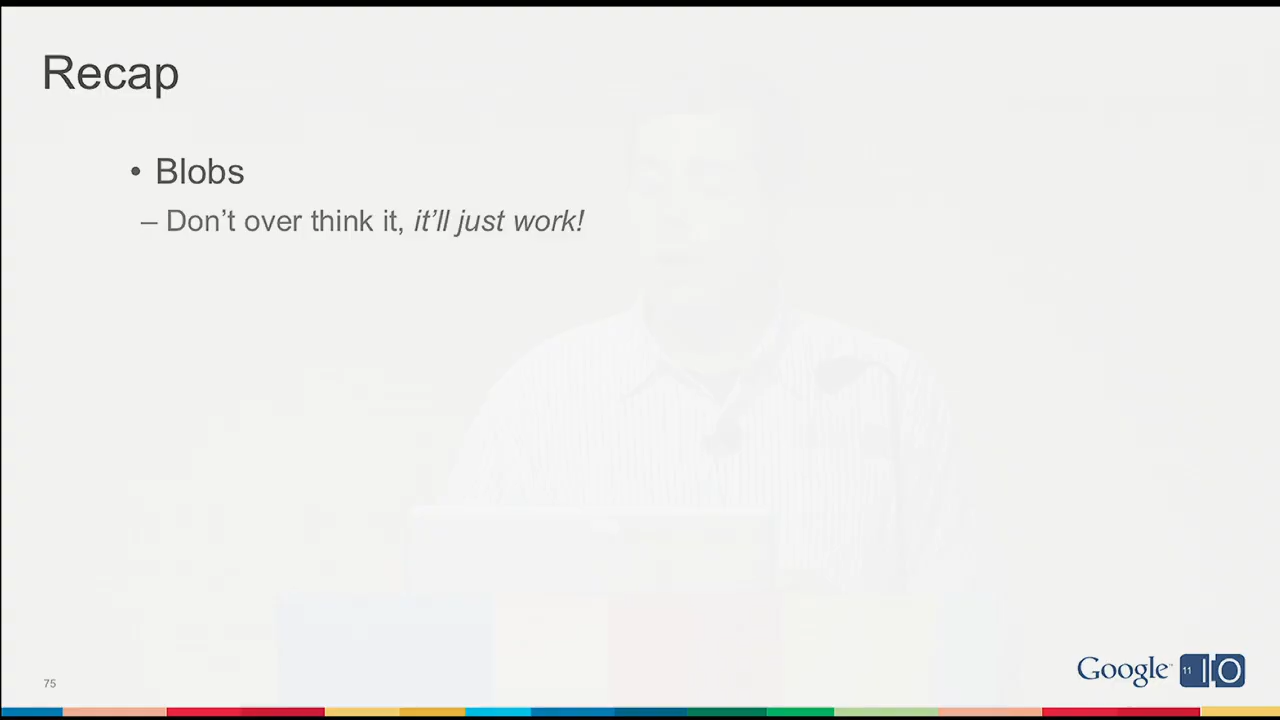 Recap
• Blobs
– Don’t over think it, it’ll just work!
75
Google 11 IO